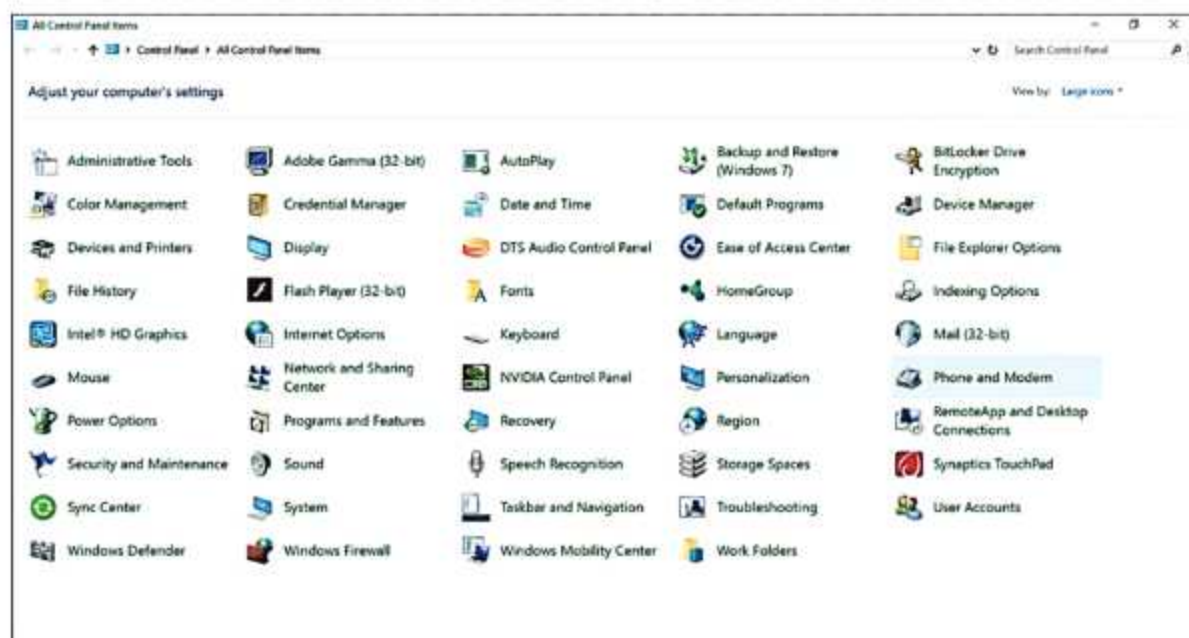 All Control Panel Items
Control Panel › All Control Panel Items
Search Control Panel
Adjust your computer's settings
View by: Large icons
Administrative Tools
Adobe Gamma (32-bit)
AutoPlay
Backup and Restore
(Windows 7)
BitLocker Drive
Encryption
Color Management
Credential Manager
Date and Time
Default Programs
Device Manager
Devices and Printers
Display
DTS Audio Control Panel
Ease of Access Center
File Explorer Options
File History
Flash Player (32-bit)
Fonts
HomeGroup
Indexing Options
Intel® HD Graphics
Internet Options
Keyboard
Language
Mail (32-bit)
Mouse
Network and Sharing
Center
NVIDIA Control Panel
Personalization
Phone and Modem
Power Options
Programs and Features
Recovery
Region
RemoteApp and Desktop
Connections
Security and Maintenance
Sound
Speech Recognition
Storage Spaces
Synaptics TouchPad
Sync Center
System
Taskbar and Navigation
Troubleshooting
User Accounts
Windows Defender
Windows Firewall
Windows Mobility Center
Work Folders